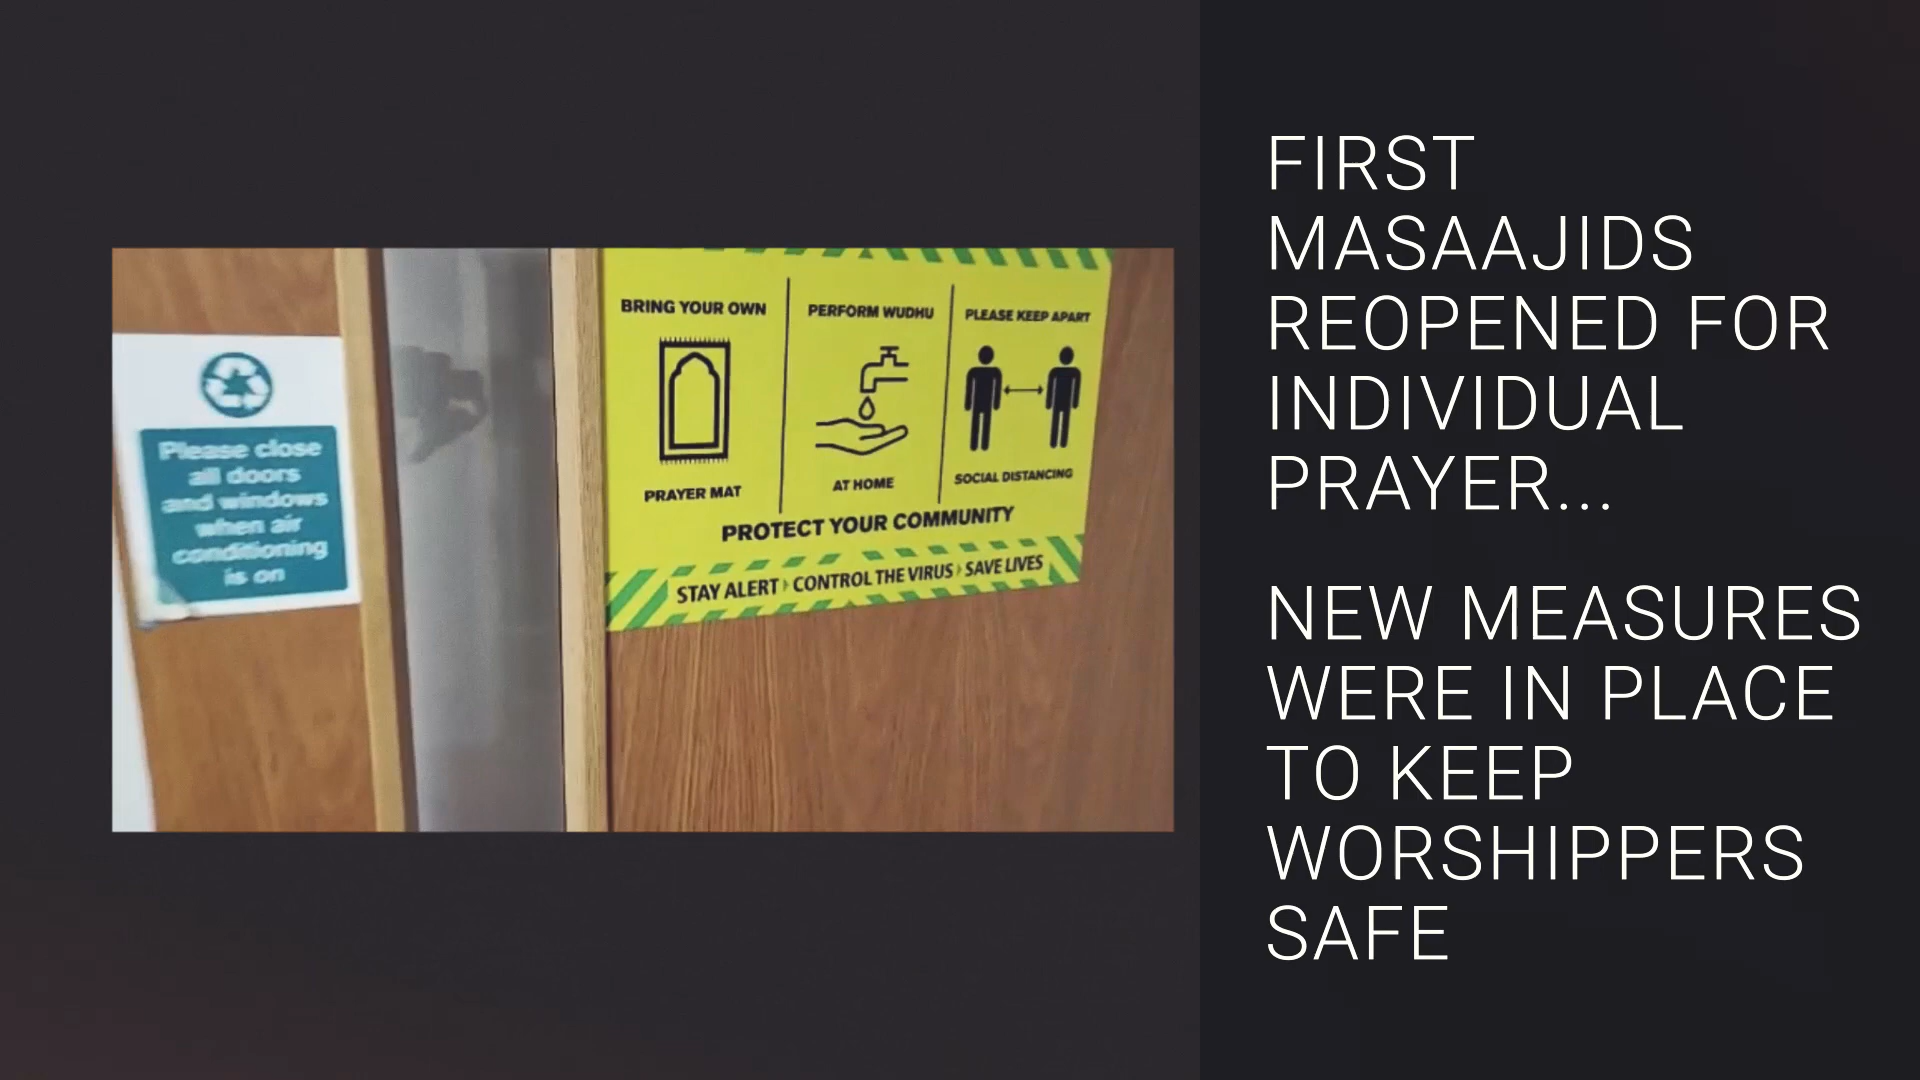 Please close
all doors
and windows
when air
conditioning
is on
BRING YOUR OWN
PRAYER MAT
PERFORM WUDHU
AT HOME
PLEASE KEEP APART
SOCIAL DISTANCING
PROTECT YOUR COMMUNITY
STAY ALERT › CONTROL THE VIRUS › SAVE LIVES
FIRST
MASAAJIDS
REOPENED FOR
INDIVIDUAL
PRAYER...
NEW MEASURES
WERE IN PLACE
TO KEEP
WORSHIPPERS
SAFE